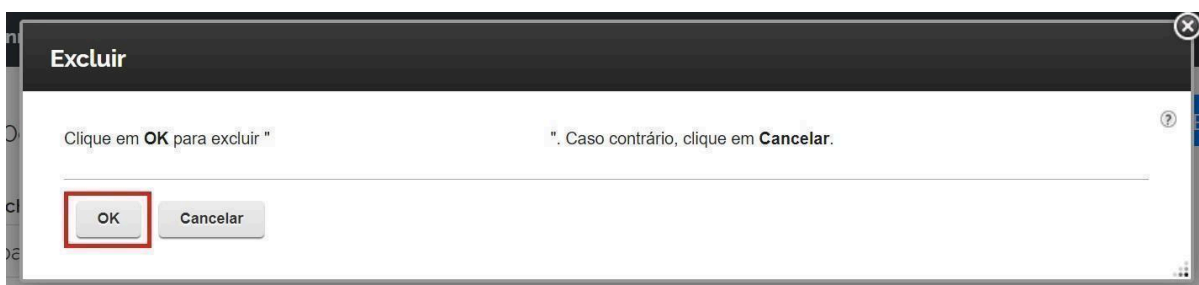 Excluir
Clique em OK para excluir " ". Caso contrário, clique em Cancelar.
OK
Cancelar